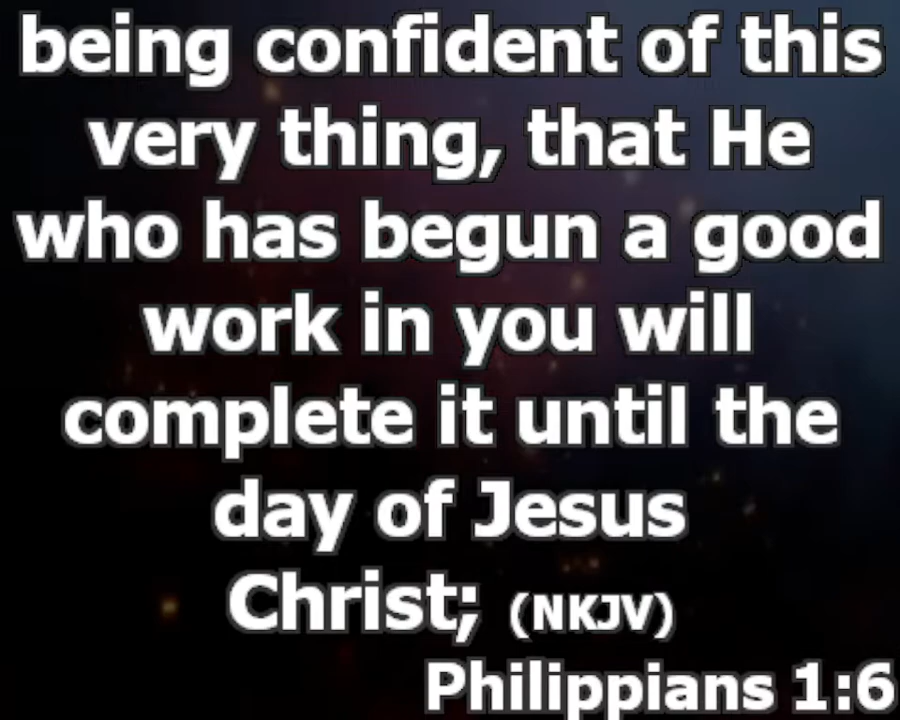 being confident of this
very thing, that He
who has begun a good
work in you will
complete it until the
day of Jesus
Christ; (NKJV)
Philippians 1:6